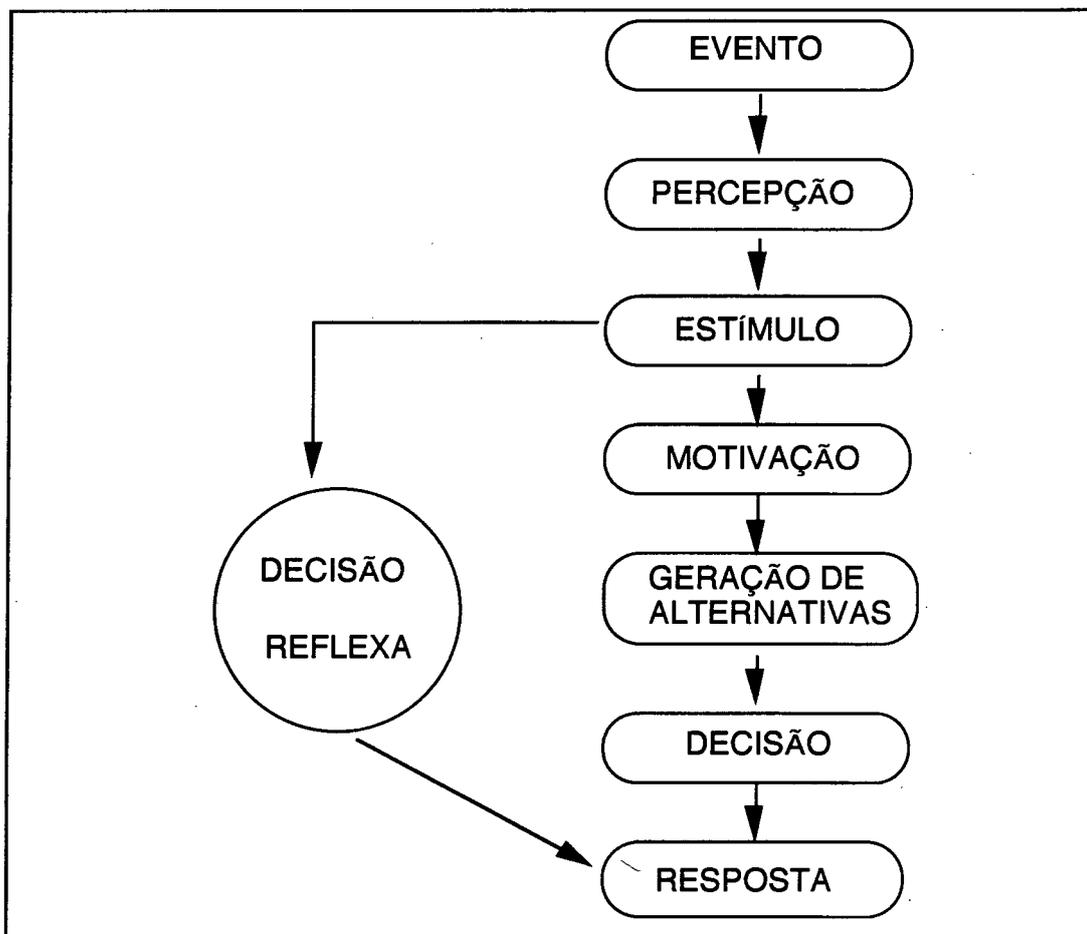 EVENTO
PERCEPÇÃO
ESTÍMULO
MOTIVAÇÃO
GERAÇÃO DE
ALTERNATIVAS
DECISÃO
RESPOSTA
DECISÃO
REFLEXA